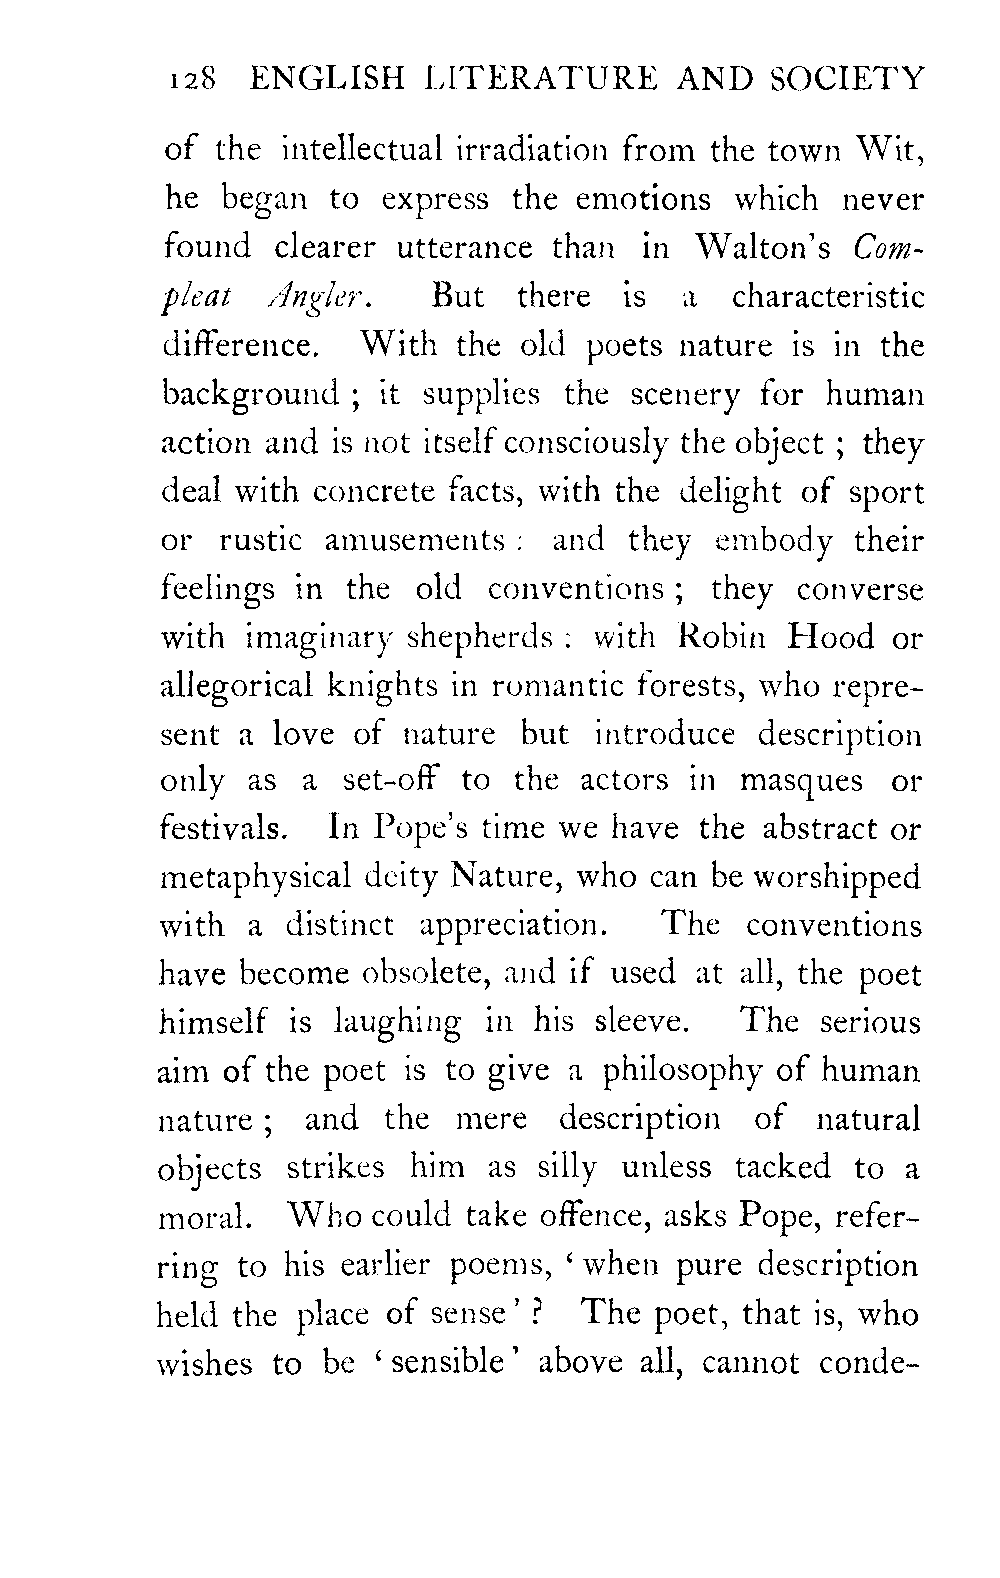 128 ENGLISH LITERATURE AND SOCIETY
of the intellectual irradiation from the town Wit,
he began to express the emotions which never
found clearer utterance than in Walton's Com-
pleat Angler. But there is a characteristic
difference. With the old poets nature is in the
background ; it supplies the scenery for human
action and is not itself consciously the object ; they
deal with concrete facts, with the delight of sport
or rustic amusements : and they embody their
feelings in the old conventions ; they converse
with imaginary shepherds : with Robin Hood or
allegorical knights in romantic forests, who repre-
sent a love of nature but introduce description
only as a set-off to the actors in masques or
festivals. In Pope's time we have the abstract or
metaphysical deity Nature, who can be worshipped
with a distinct appreciation. The conventions
have become obsolete, and if used at all, the poet
himself is laughing in his sleeve. The serious
aim of the poet is to give a philosophy of human
nature ; and the mere description of natural
objects strikes him as silly unless tacked to a
moral. Who could take offence, asks Pope, refer-
ring to his earlier poems, ‘ when pure description
held the place of sense ’ ? The poet, that is, who
wishes to be ‘ sensible ’ above all, cannot conde-